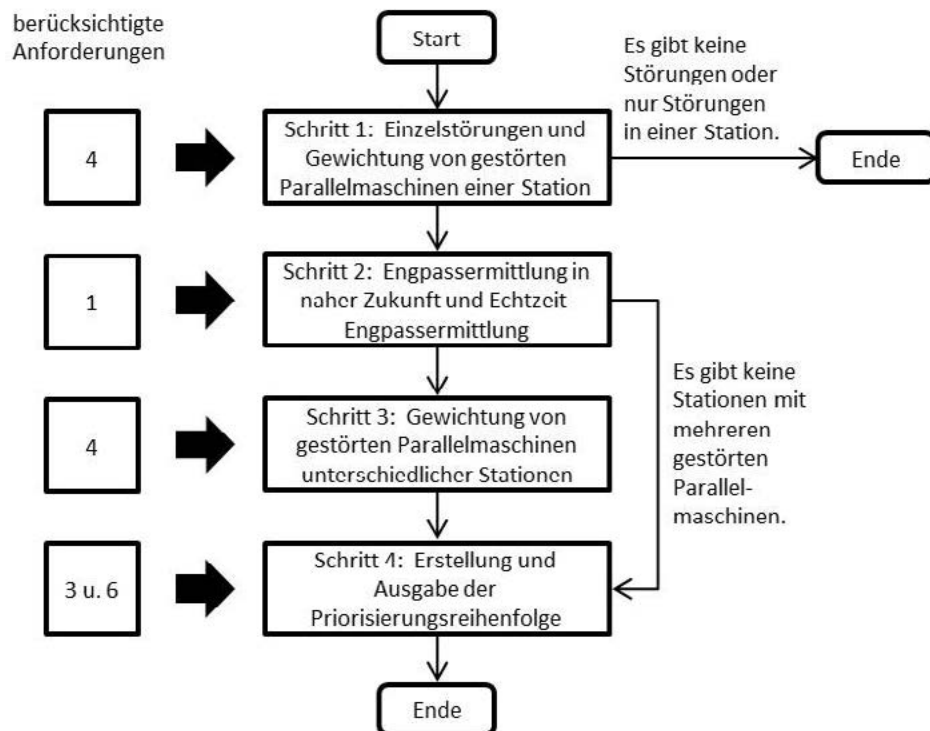 berücksichtigte
Anforderungen
Start
Es gibt keine
Störungen oder
nur Störungen
in einer Station.
4
Schritt 1: Einzelstörungen und
Gewichtung von gestörten
Parallelmaschinen einer Station
Ende
1
Schritt 2: Engpassermittlung in
naher Zukunft und Echtzeit
Engpassermittlung
Es gibt keine
Stationen mit
mehreren
gestörten
Parallel-
maschinen.
4
Schritt 3: Gewichtung von
gestörten Parallelmaschinen
unterschiedlicher Stationen
3 u. 6
Schritt 4: Erstellung und
Ausgabe der
Priorisierungsreihenfolge
Ende